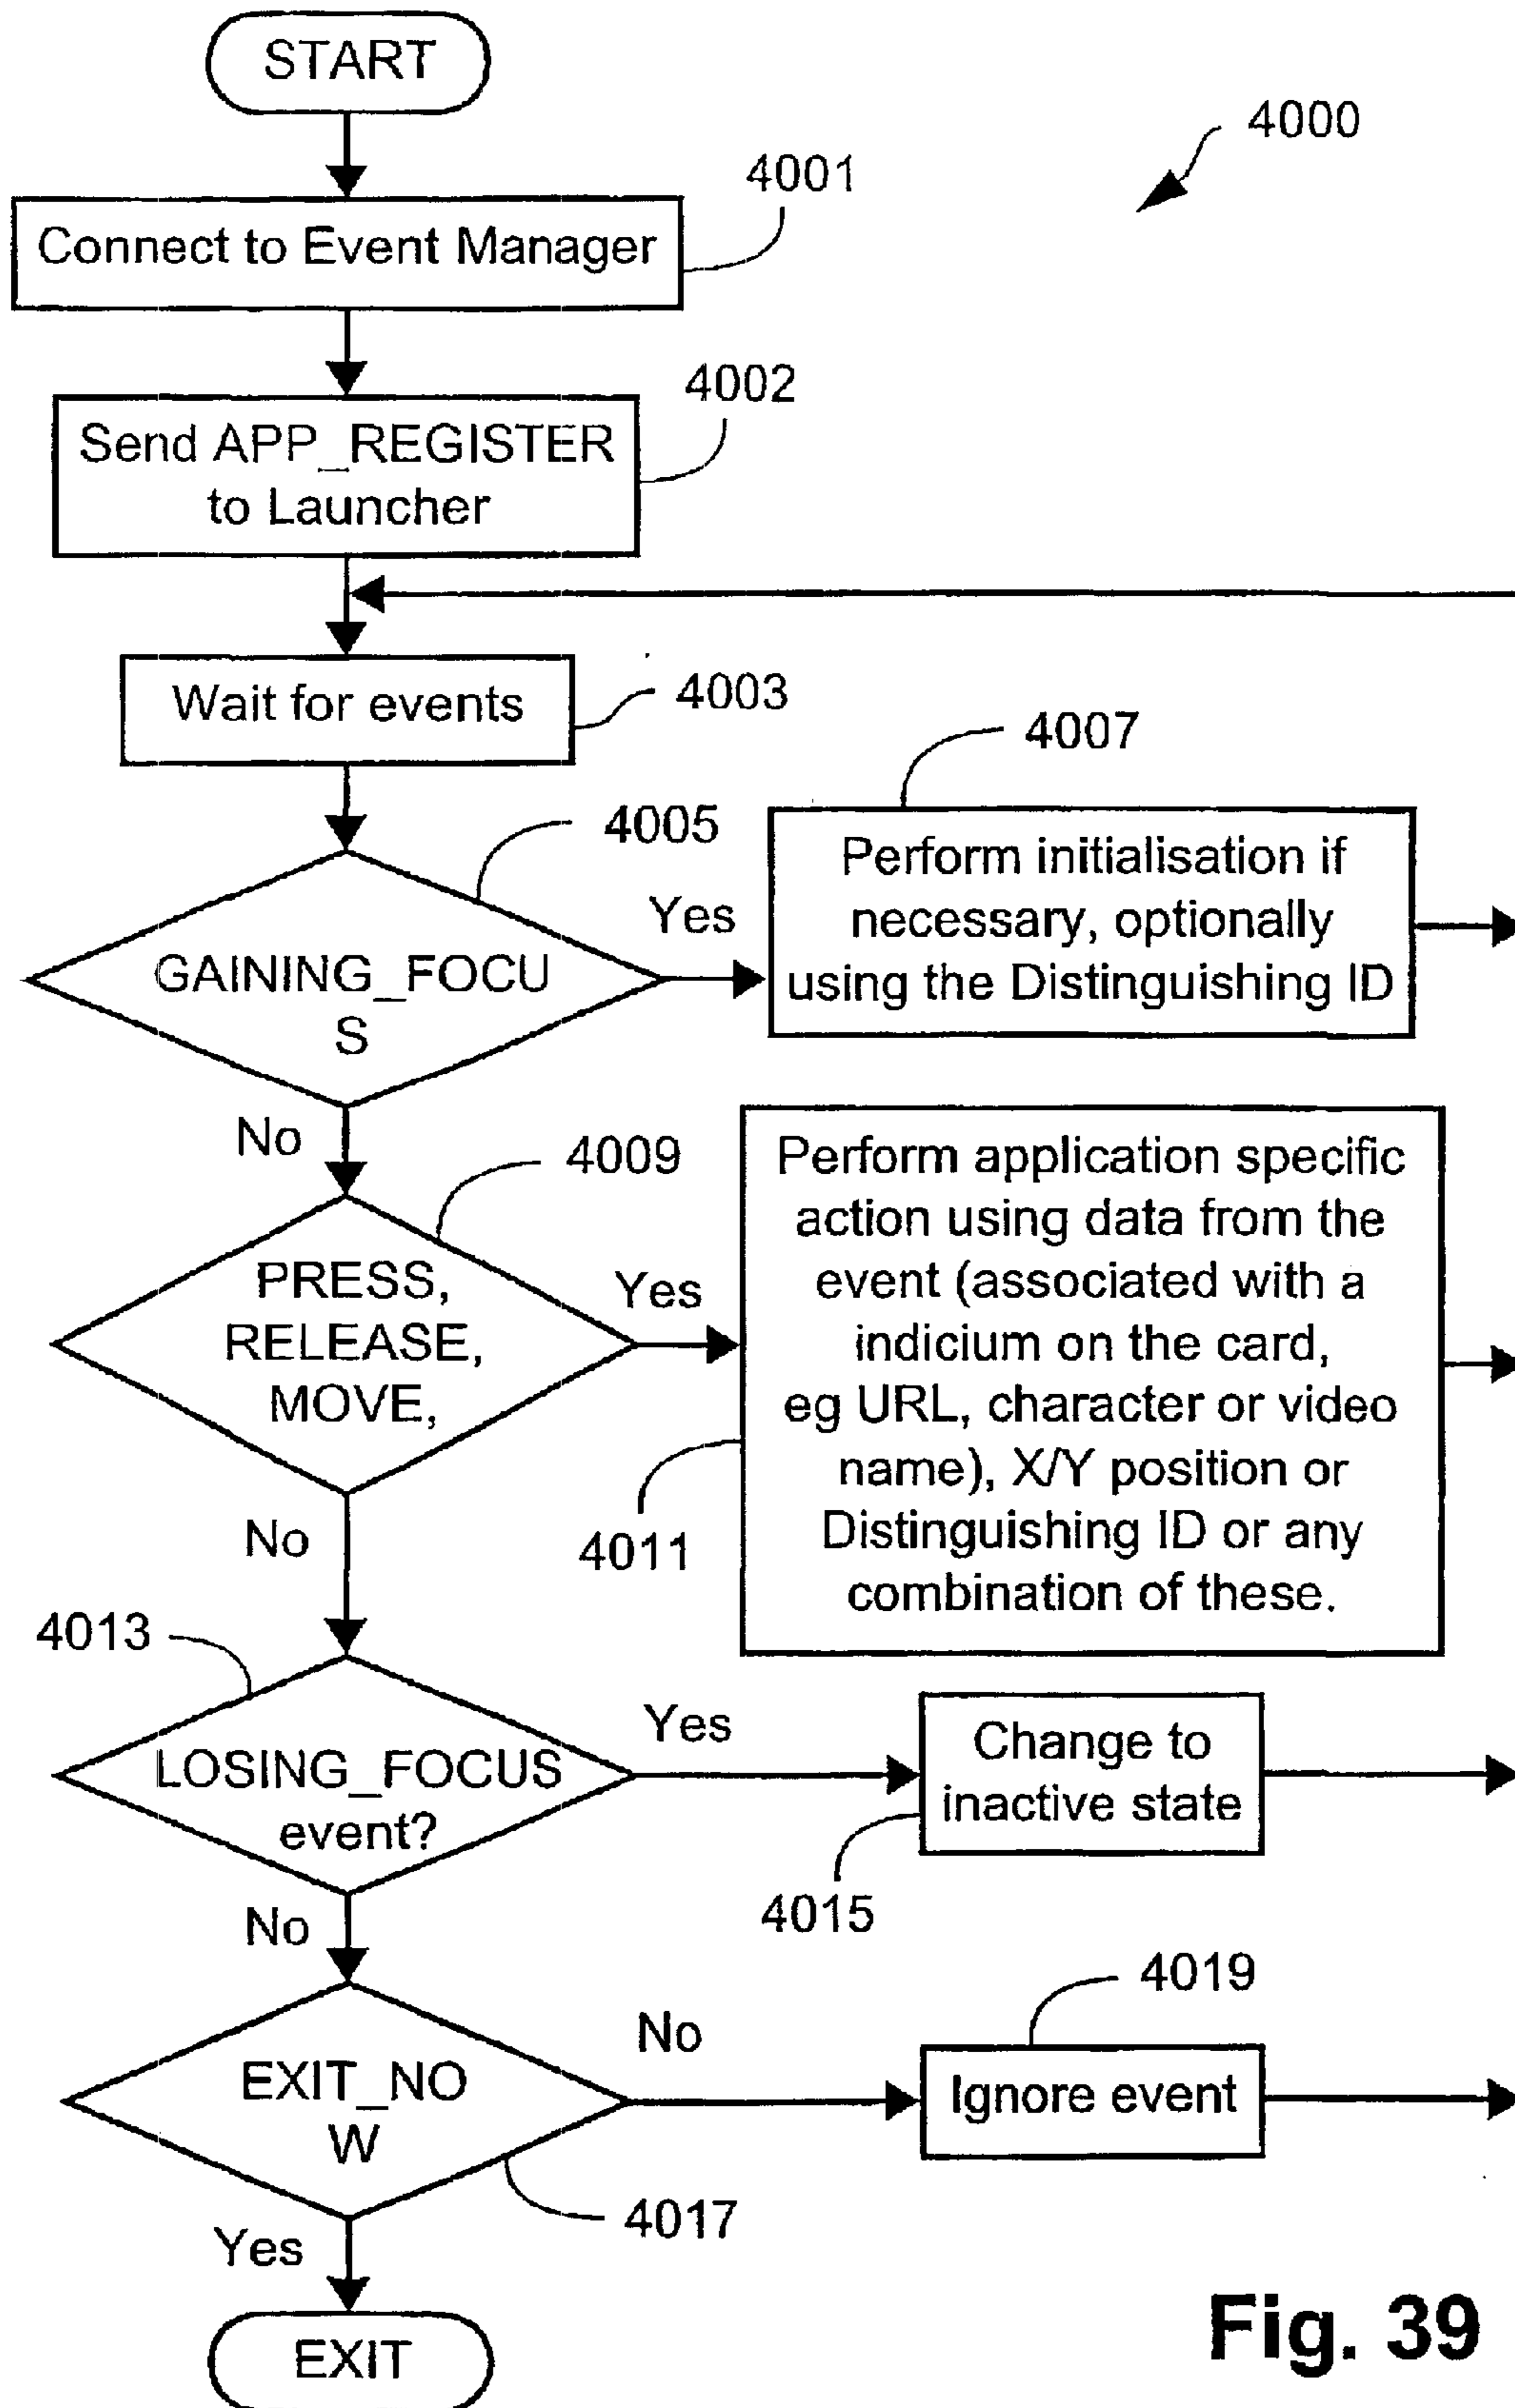 START
4000
4001
Connect to Event Manager
4002
Send APP_REGISTER
to Launcher
Wait for events
4003
4007
4005
Perform initialisation if
necessary, optionally
using the Distinguishing ID
Yes
GAINING_FOCU
S
No
4009
Perform application specific
action using data from the
event (associated with a
indicium on the card,
eg URL, character or video
name), X/Y position or
Distinguishing ID or any
combination of these.
PRESS,
RELEASE,
MOVE,
Yes
4011
No
4013
LOSING_FOCUS
event?
Yes
Change to
inactive state
4015
No
4019
EXIT_NO
W
No
Ignore event
4017
Yes
EXIT
Fig. 39